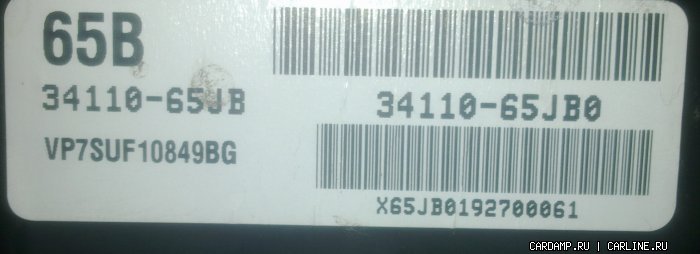 65B
34110-65JB
34110-65JB0
VP7SUF10849BG
X65JB0192700061
CARDAMP.RU | CARLINE.RU